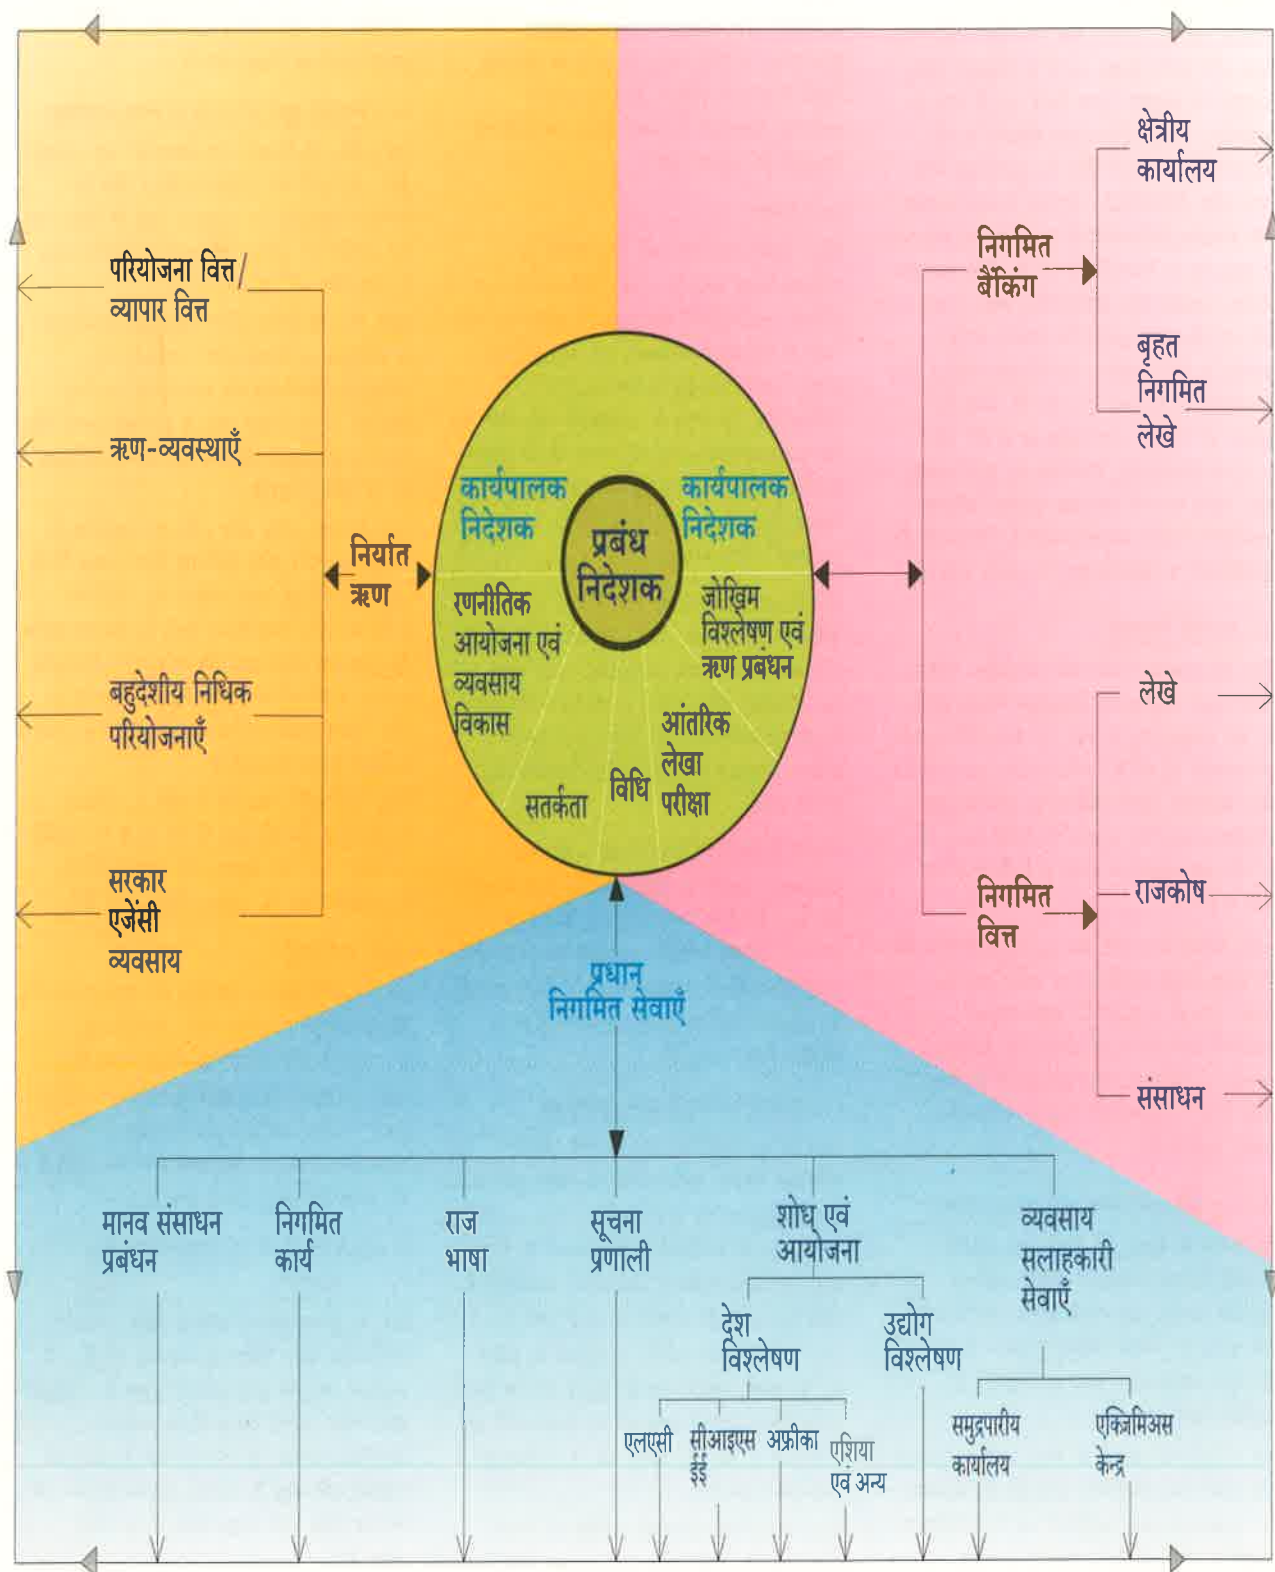 क्षेत्रीय
कार्यालय
निगमित
बैंकिंग
बृहत
निगमित
लेखे
परियोजना वित्त/
व्यापार वित्त
ऋण-व्यवस्थाएँ
निर्यात
ऋण
बहुदेशीय निधिक
परियोजनाएँ
सरकार
एजेंसी
व्यवसाय
कार्यपालक
निदेशक
कार्यपालक
निदेशक
प्रबंध
निदेशक
रणनीतिक
आयोजना एवं
व्यवसाय
विकास
जोखिम
विश्लेषण एवं
ऋण प्रबंधन
सतर्कता
विधि
आंतरिक
लेखा
परीक्षा
लेखे
निगमित
वित्त
राजकोष
संसाधन
प्रधान
निगमित सेवाएँ
मानव संसाधन
प्रबंधन
निगमित
कार्य
राज
भाषा
सूचना
प्रणाली
शोध एवं
आयोजना
व्यवसाय
सलाहकारी
सेवाएँ
देश
विश्लेषण
उद्योग
विश्लेषण
एलएसी
सीआइएस
ईई
अफ्रीका
एशिया
एवं अन्य
समुद्रपारीय
कार्यालय
एक्ज़िमिअस
केन्द्र